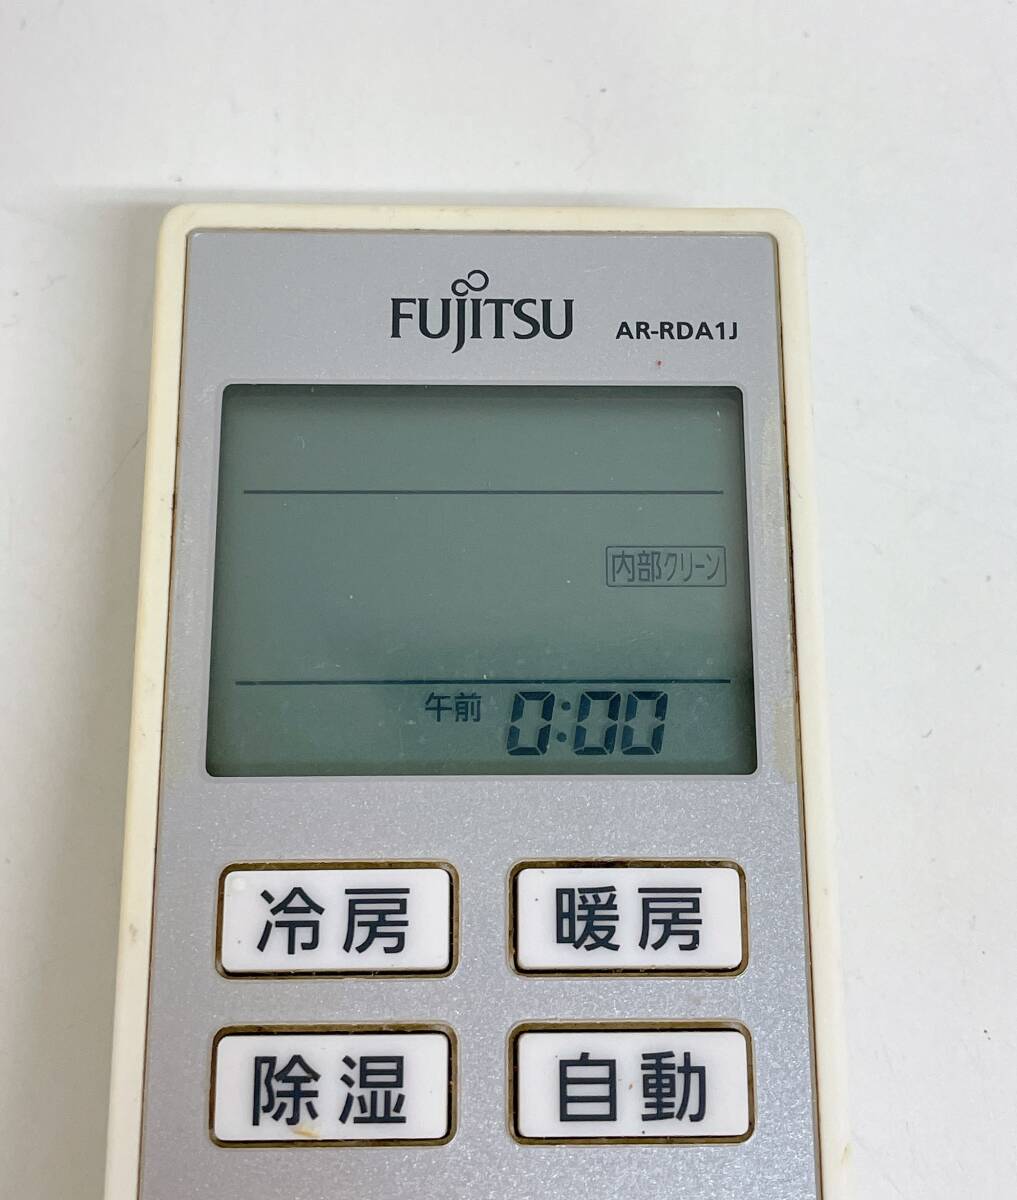 FUJITSU AR-RDA1J
内部クリーン
午前 0:00
冷房 暖房
除湿 自動